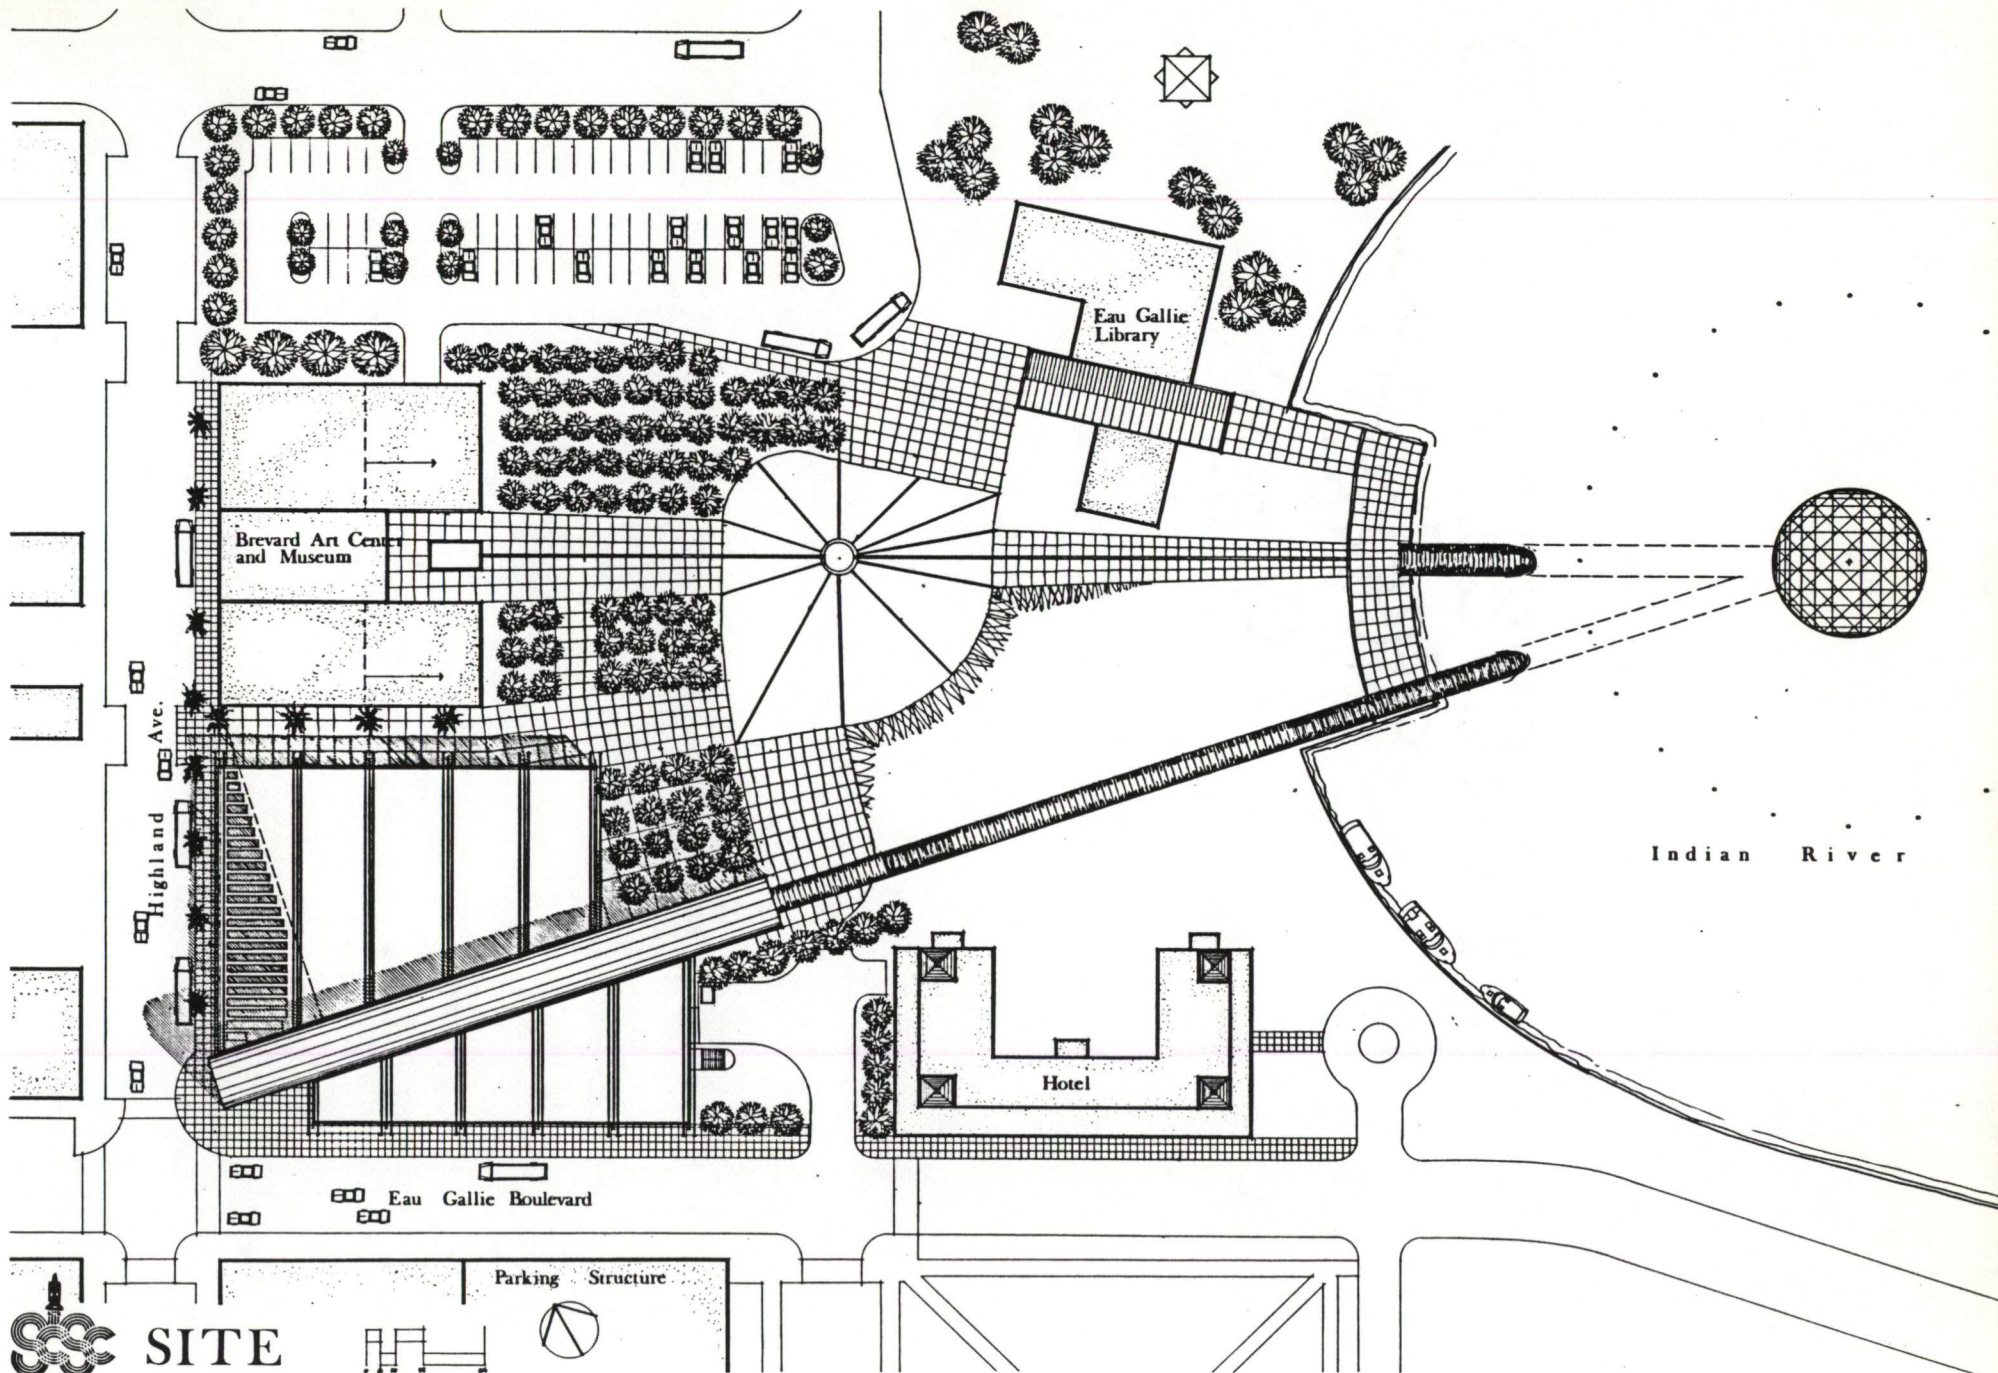 Eau Gallie
Library
Brevard Art Center
and Museum
Highland Ave.
Indian River
Hotel
Eau Gallie Boulevard
Parking Structure
SCSC
SITE